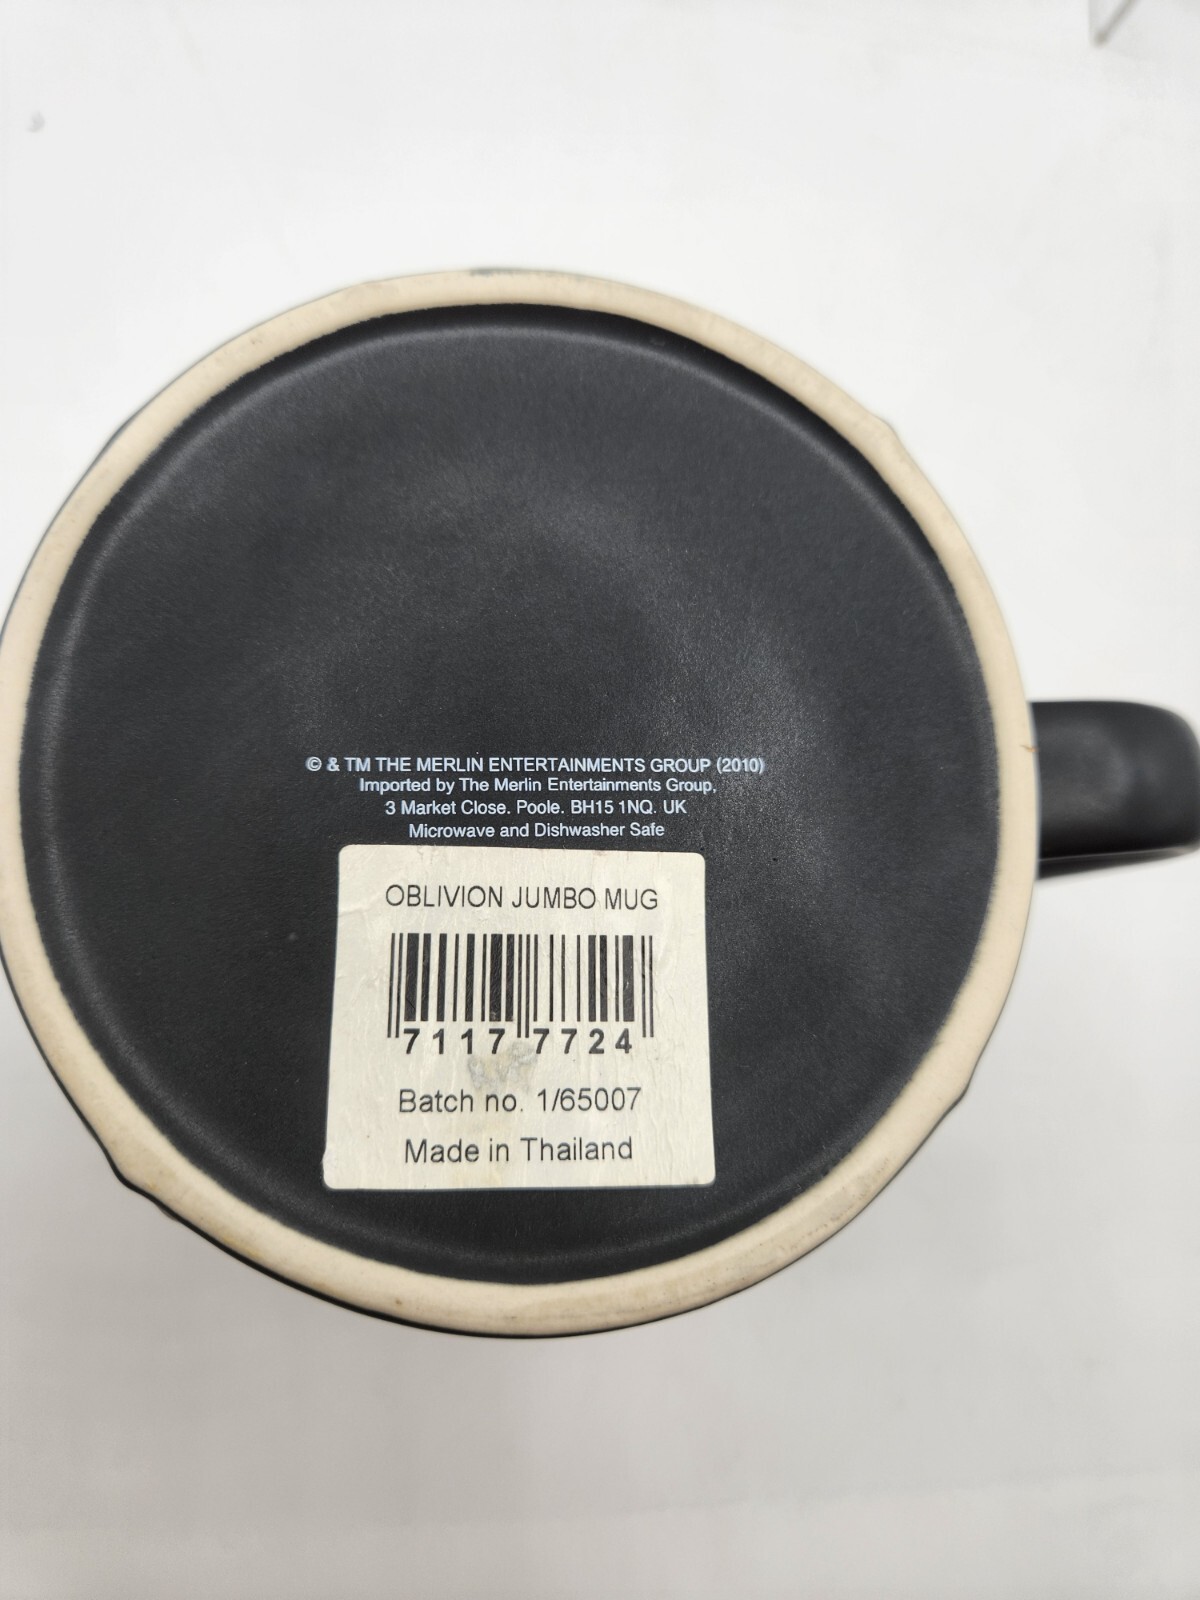 © & TM THE MERLIN ENTERTAINMENTS GROUP (2010)
Imported by The Merlin Entertainments Group,
3 Market Close. Poole. BH15 1NQ. UK
Microwave and Dishwasher Safe
OBLIVION JUMBO MUG
7117 7724
Batch no. 1/65007
Made in Thailand